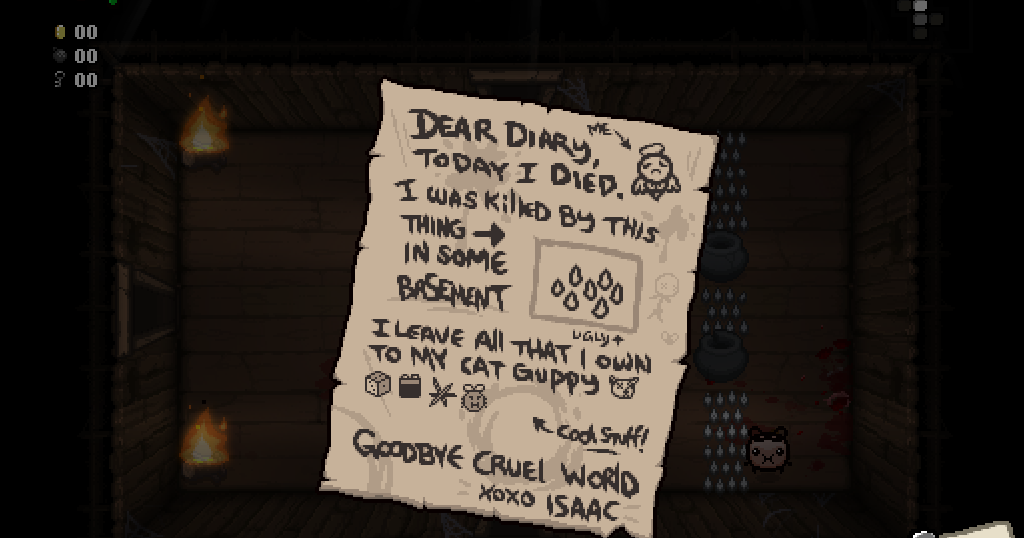 00
00
00
DEAR DIARY,
ME
TODAY I DIED.
I WAS KILLED BY THIS
THING →
IN SOME
BASEMENT
UGLY
I LEAVE ALL THAT I OWN
TO MY CAT GUPPY
COOL STUFF!
GOODBYE CRUEL WORLD
XOXO ISAAC